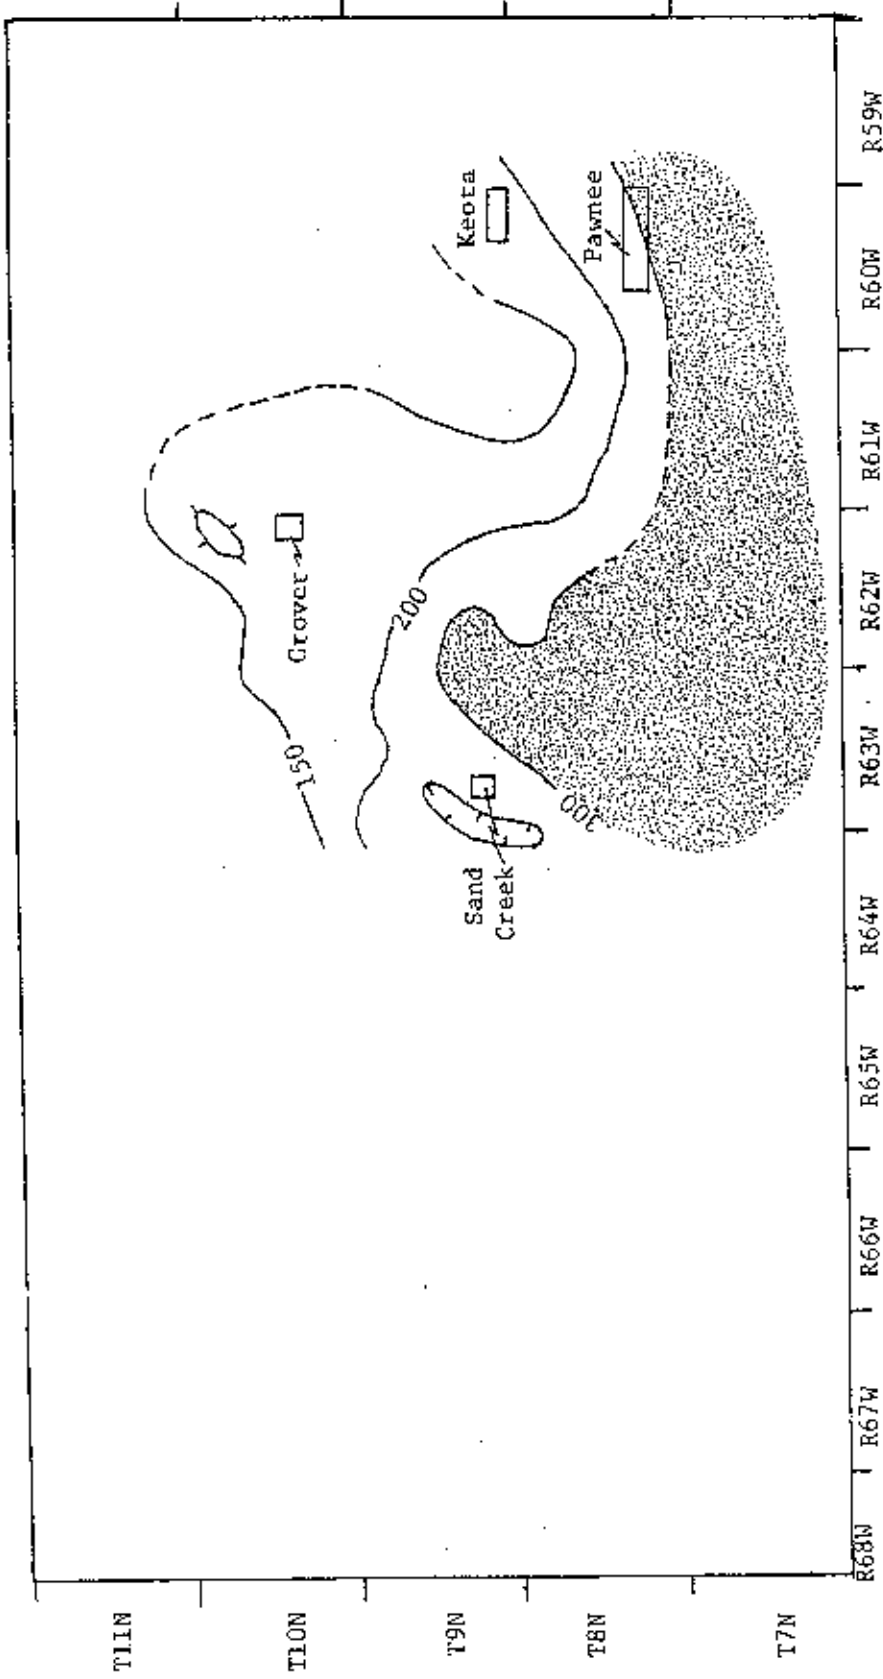 T11N
T10N
T9N
T8N
T7N
R68W
R67W
R66W
R65W
R64W
R63W
R62W
R61W
R60W
R59W
150
200
300
Grover
Sand
Creek
Keota
Pawnee